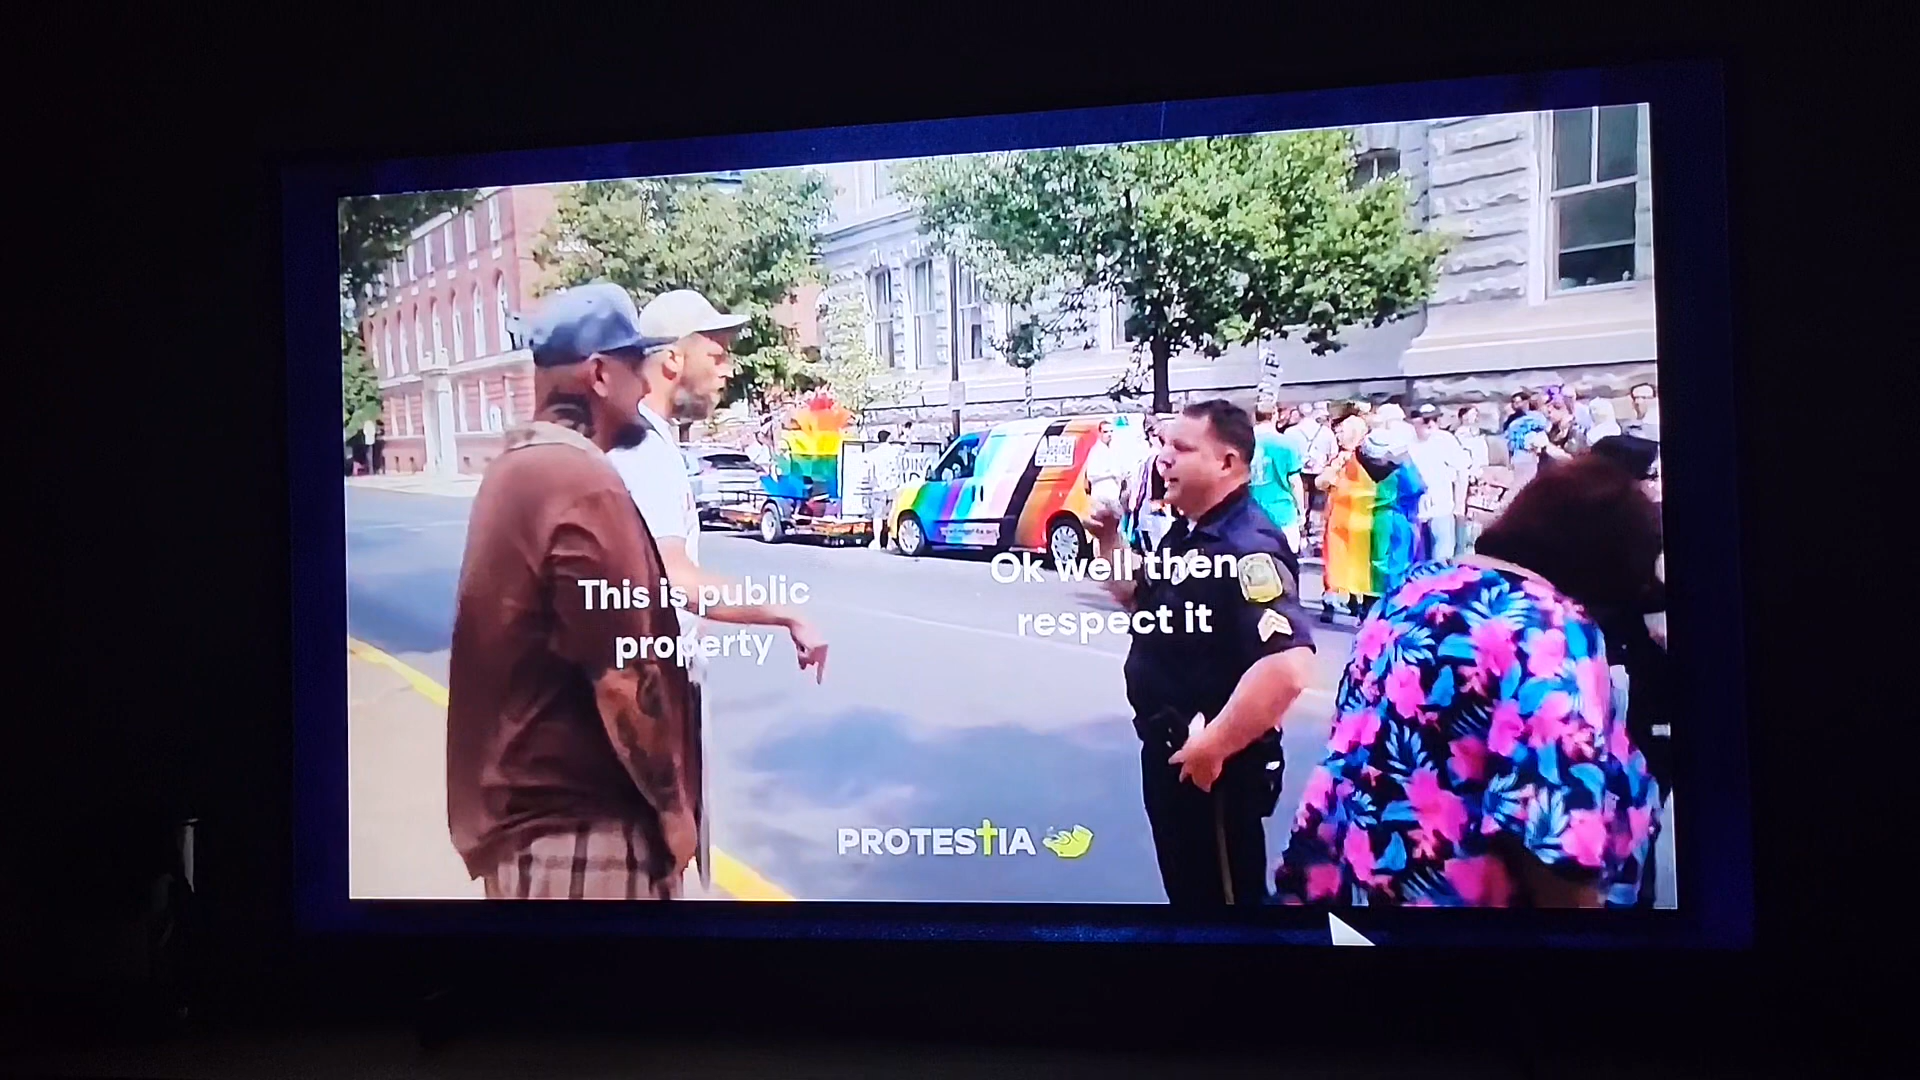 This is public
property
Ok well then
respect it
PROTESTIA